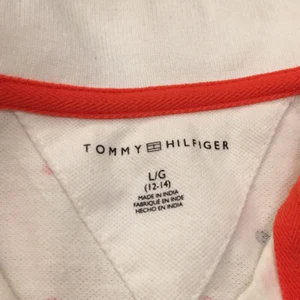 TOMMY HILFIGER
L/G
(12-14)
MADE IN INDIA
FABRIQUÉ EN INDE
HECHO EN INDIA